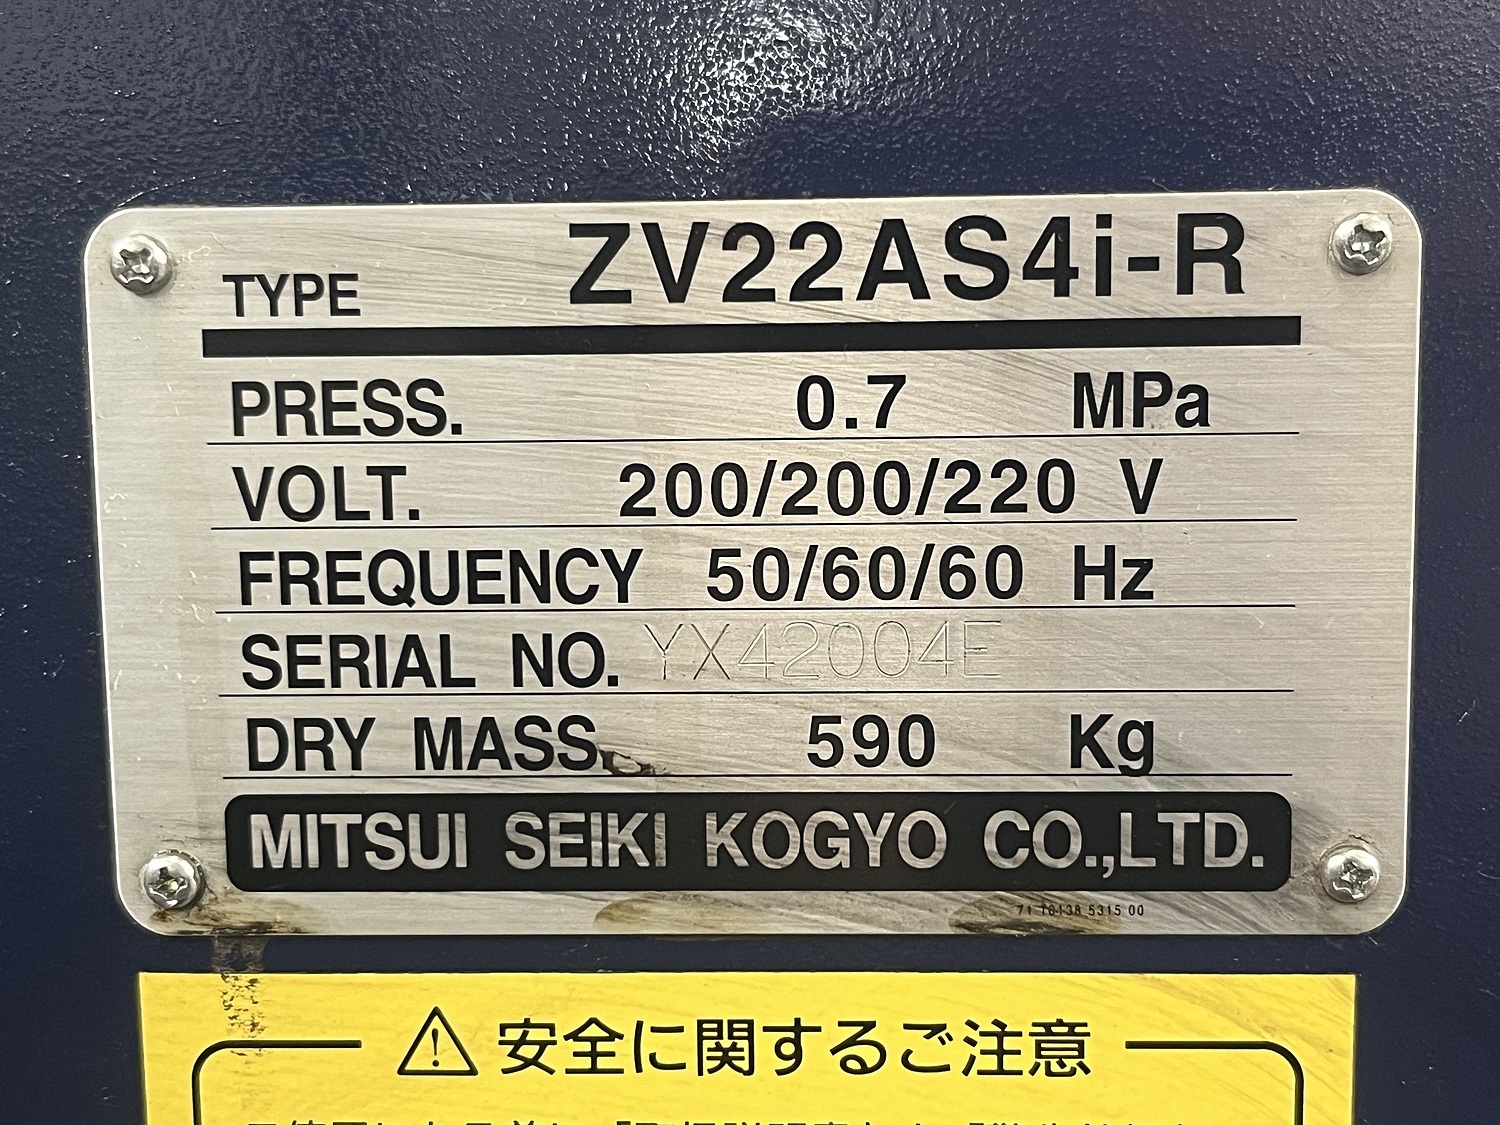 TYPE ZV22AS4i-R
PRESS. 0.7 MPa
VOLT. 200/200/220 V
FREQUENCY 50/60/60 Hz
SERIAL NO. YX42004E
DRY MASS. 590 Kg
MITSUI SEIKI KOGYO CO.,LTD.
71 T6138 5315 00
⚠安全に関するご注意